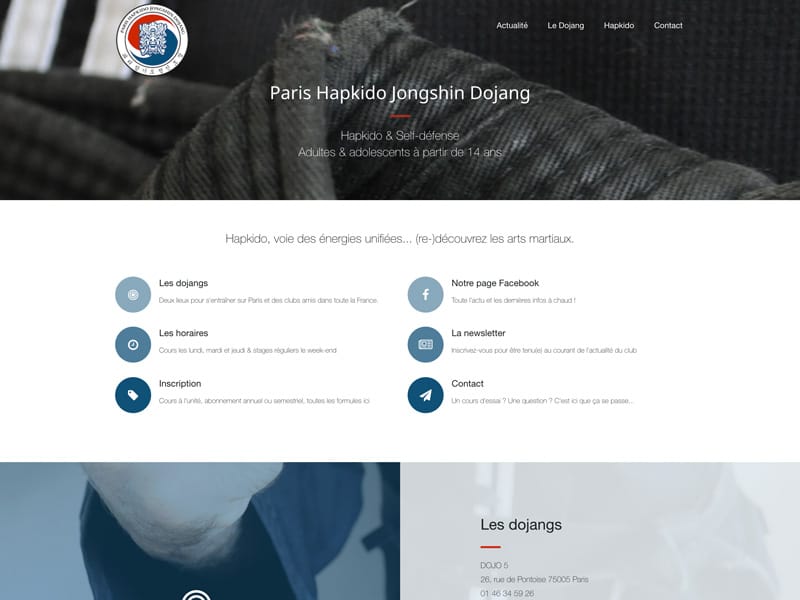 PARIS HAPKIDO JONGSHIN DOJANG
Actualité
Le Dojang
Hapkido
Contact
Paris Hapkido Jongshin Dojang
Hapkido & Self-défense
Adultes & adolescents à partir de 14 ans
Hapkido, voie des énergies unifiées... (re-)découvrez les arts martiaux.
Les dojangs
Deux lieux pour s'entraîner sur Paris et des clubs amis dans toute la France.
Notre page Facebook
Toute l'actu et les dernières infos à chaud !
Les horaires
Cours les lundi, mardi et jeudi & stages réguliers le week-end
La newsletter
Inscrivez-vous pour être tenu(e) au courant de l'actualité du club
Inscription
Cours à l'unité, abonnement annuel ou semestriel, toutes les formules ici
Contact
Un cours d'essai ? Une question ? C'est ici que ça se passe...
Les dojangs
DOJO 5
26, rue de Pontoise 75005 Paris
01 46 34 59 26